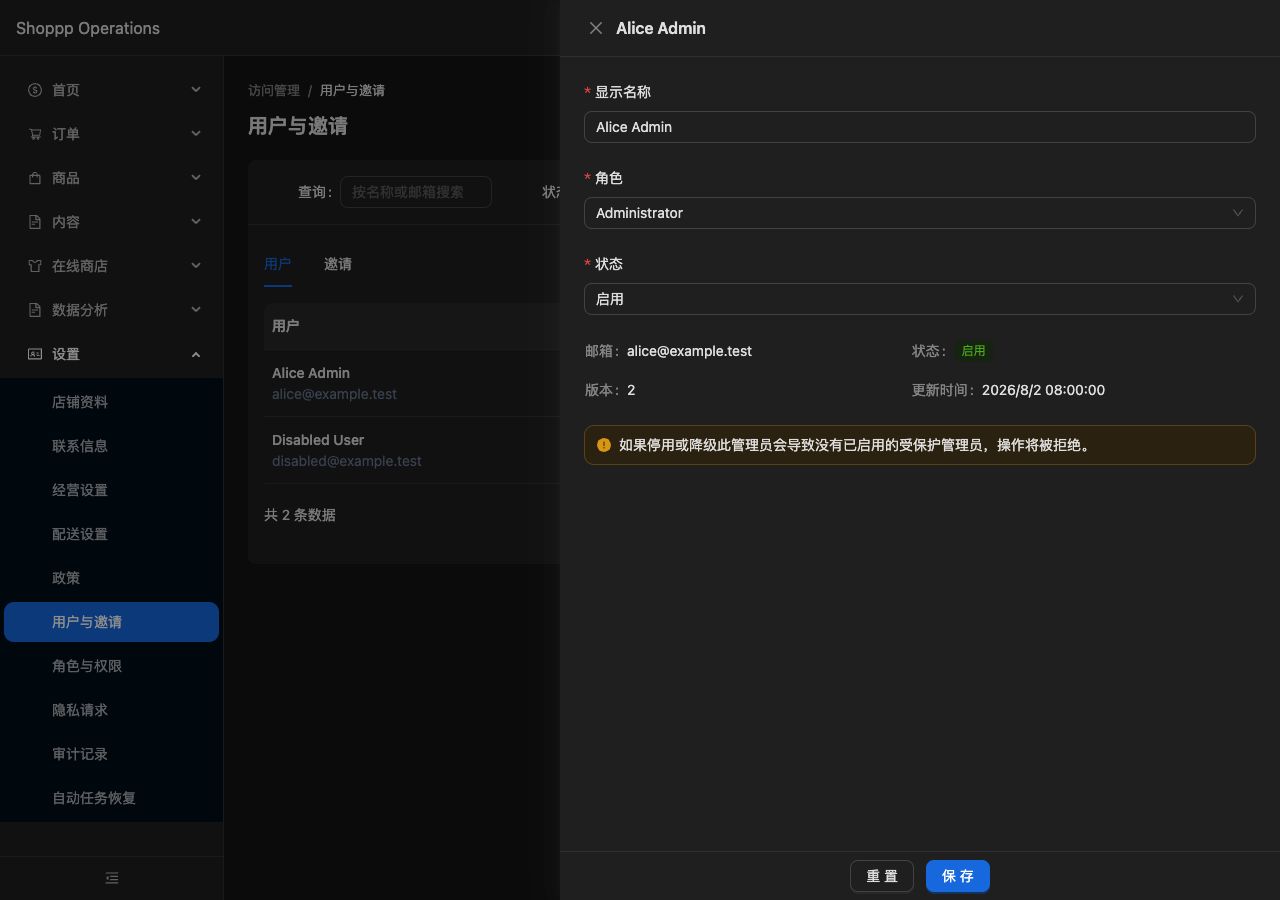 Shoppp Operations
首页
订单
商品
内容
在线商店
数据分析
设置
店铺资料
联系信息
经营设置
配送设置
政策
用户与邀请
角色与权限
隐私请求
审计记录
自动任务恢复
访问管理 / 用户与邀请
用户与邀请
查询: 按名称或邮箱搜索
用户 邀请
用户
Alice Admin
alice@example.test
Disabled User
disabled@example.test
共 2 条数据
Alice Admin
* 显示名称
Alice Admin
* 角色
Administrator
* 状态
启用
邮箱: alice@example.test 状态: 启用
版本: 2 更新时间: 2026/8/2 08:00:00
如果停用或降级此管理员会导致没有已启用的受保护管理员，操作将被拒绝。
重 置 保 存